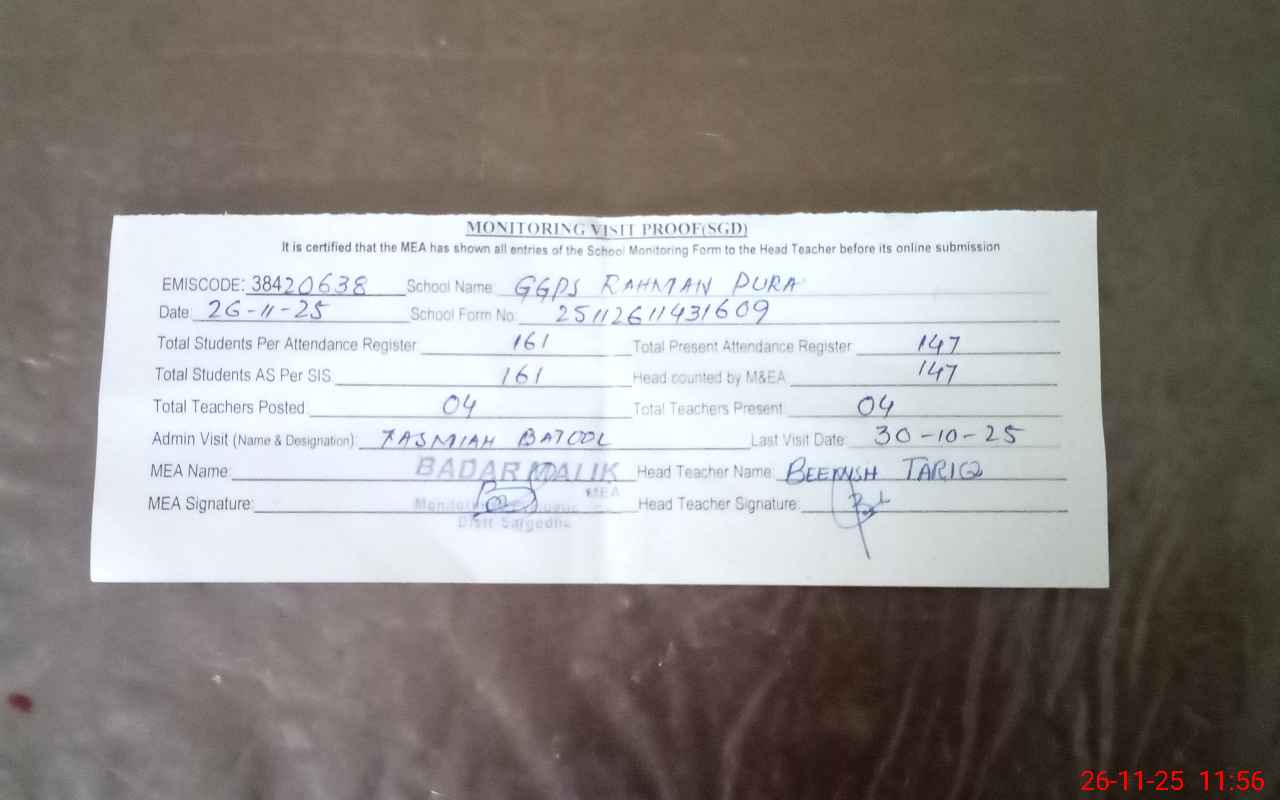 MONITORING VISIT PROOF(SGD)
It is certified that the MEA has shown all entries of the School Monitoring Form to the Head Teacher before its online submission
EMISCODE: 38420638 School Name: GGPS RAHMAN PURA
Date: 26-11-25 School Form No: 25112611431609
Total Students Per Attendance Register 161 Total Present Attendance Register 147
Total Students AS Per SIS 161 Head counted by M&EA 147
Total Teachers Posted 04 Total Teachers Present 04
Admin Visit (Name & Designation): TASMIAH BATOOL Last Visit Date: 30-10-25
MEA Name: BADAR MALIK Head Teacher Name: BEENISH TARIQ
MEA
MEA Signature: Head Teacher Signature:
Distt Sargodha
26-11-25 11:56